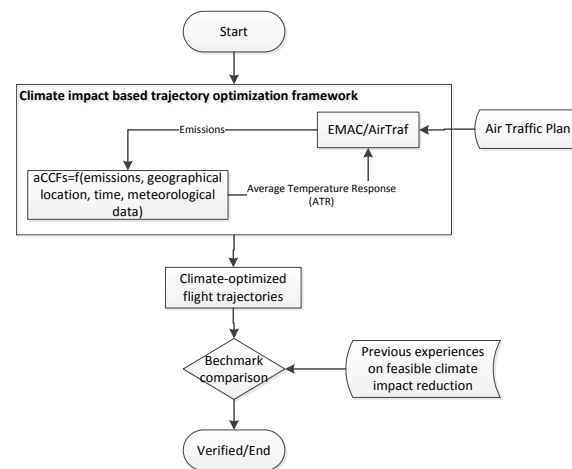 Start
Climate impact based trajectory optimization framework
EMAC/AirTraf
Air Traffic Plan
Emissions
aCCFs=f(emissions, geographical
location, time, meteorological
data)
Average Temperature Response
(ATR)
Climate-optimized
flight trajectories
Bechmark
comparison
Previous experiences
on feasible climate
impact reduction
Verified/End